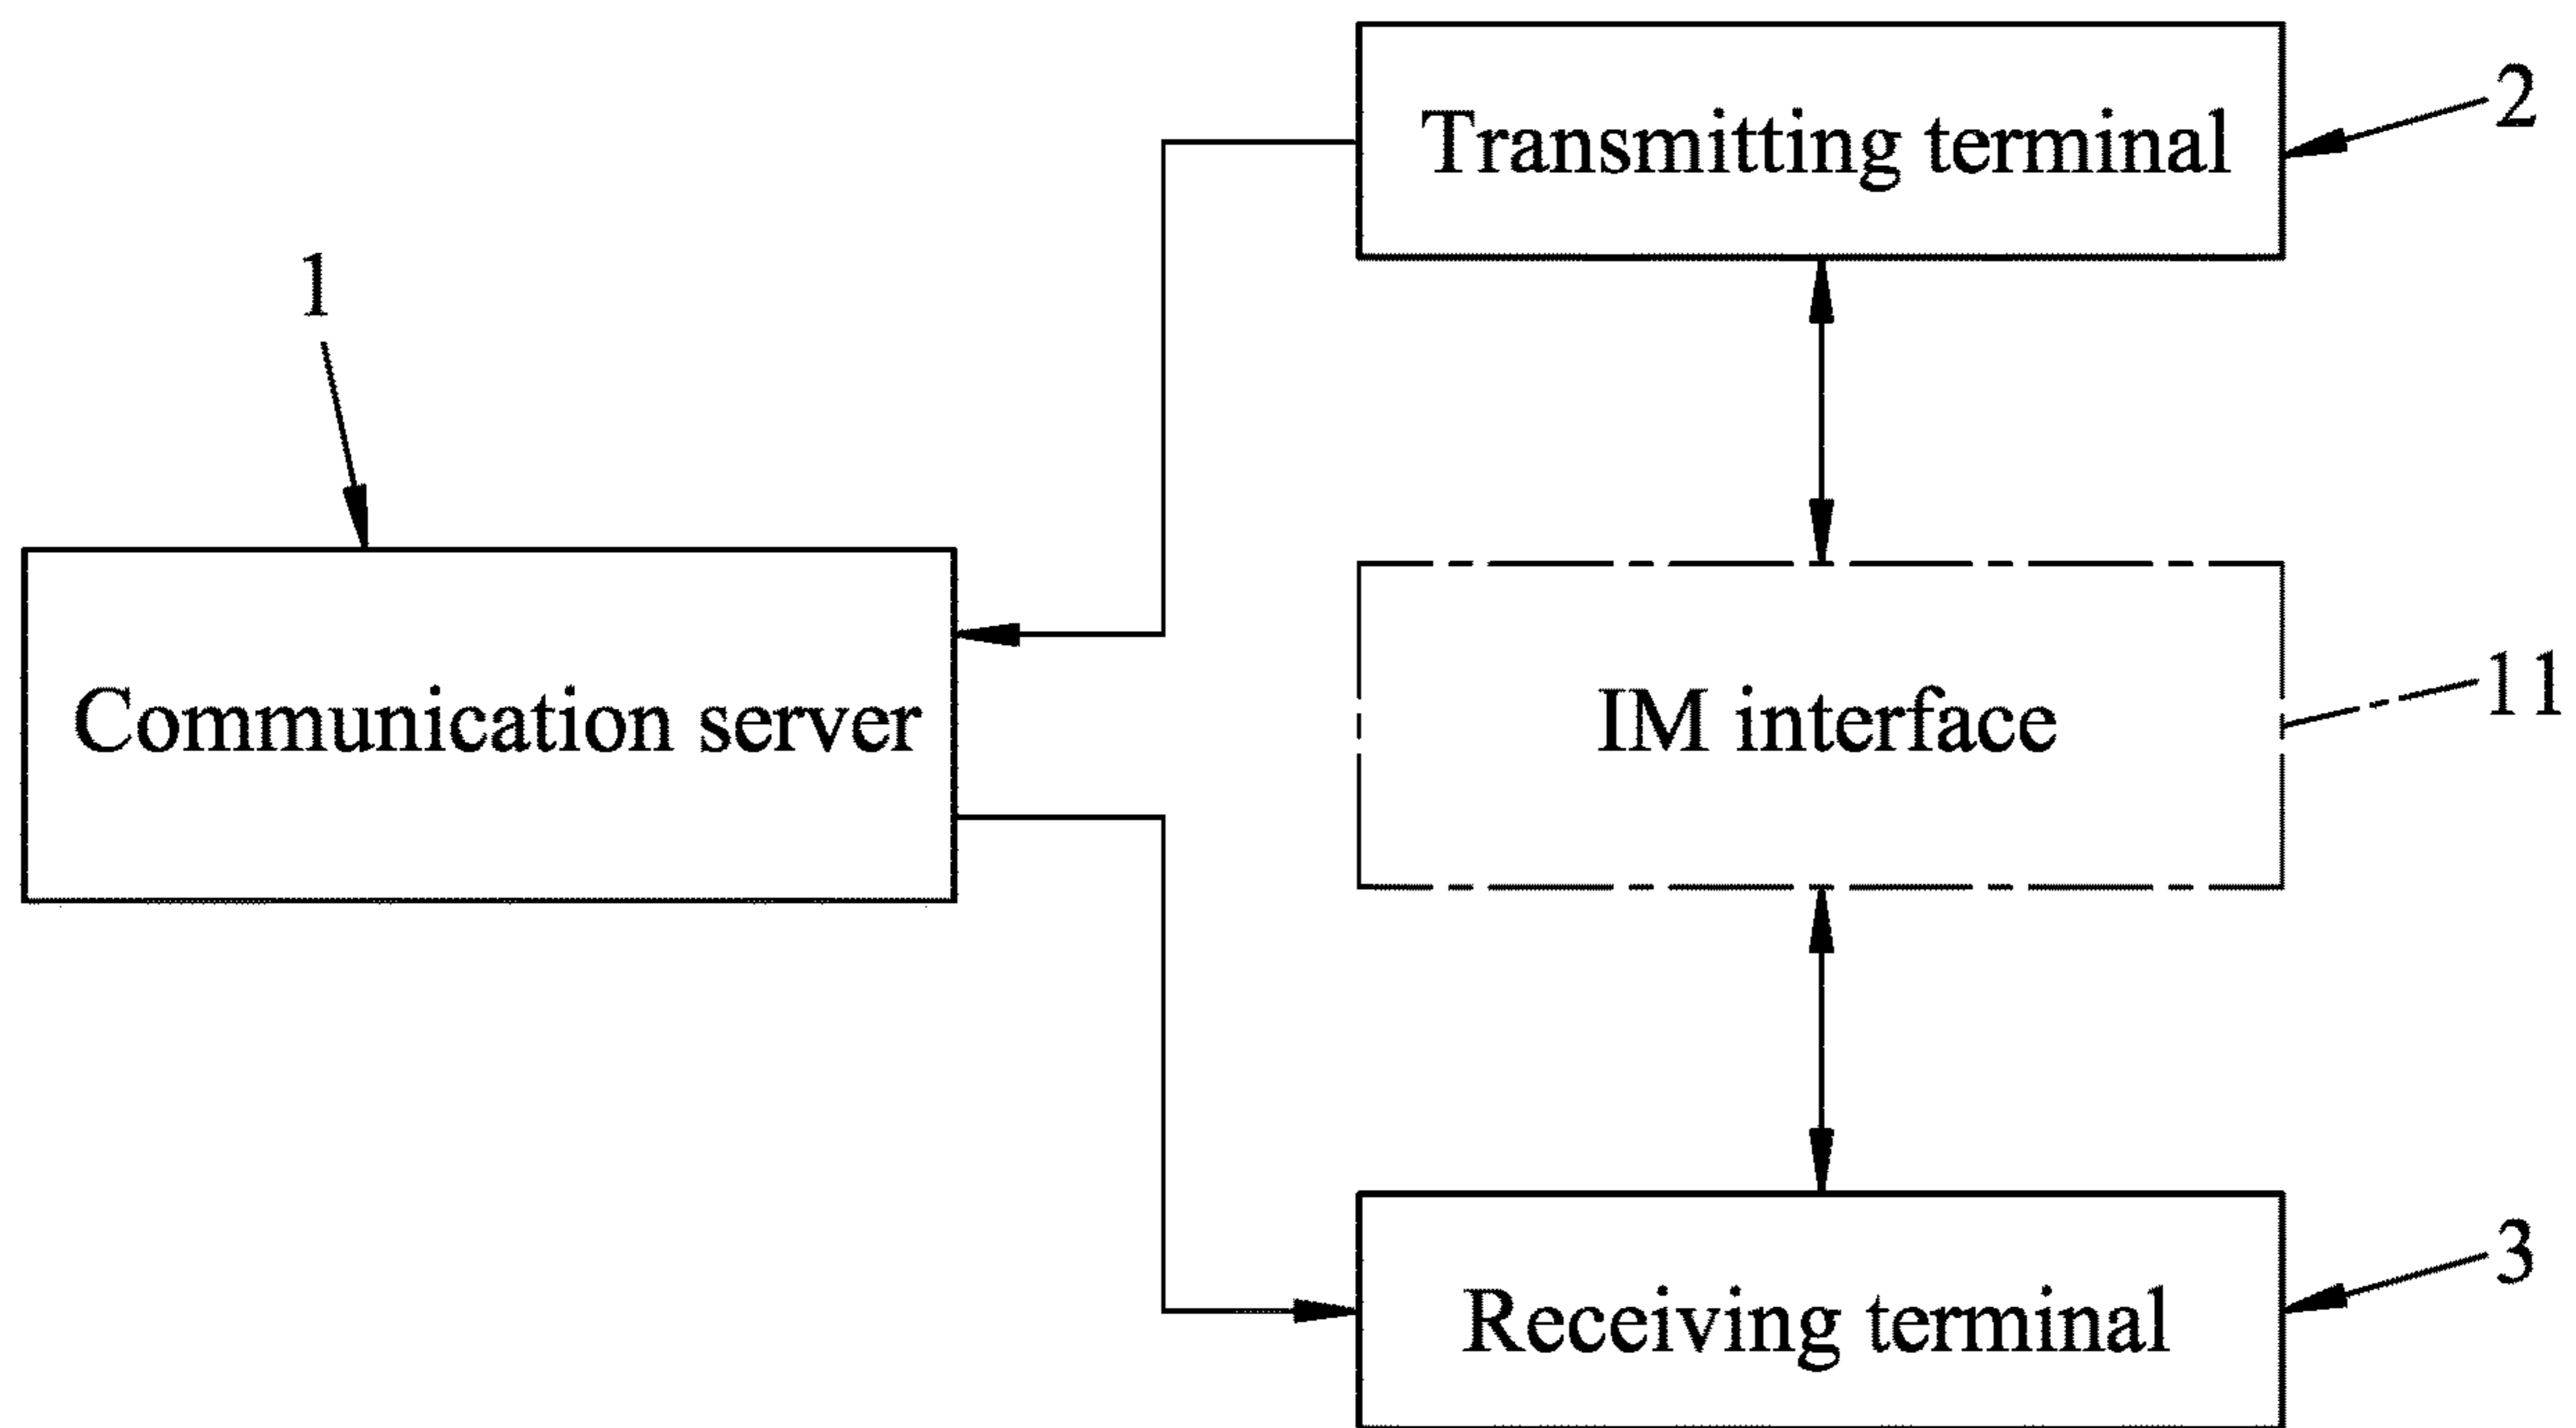 Transmitting terminal
2
1
Communication server
IM interface
11
Receiving terminal
3